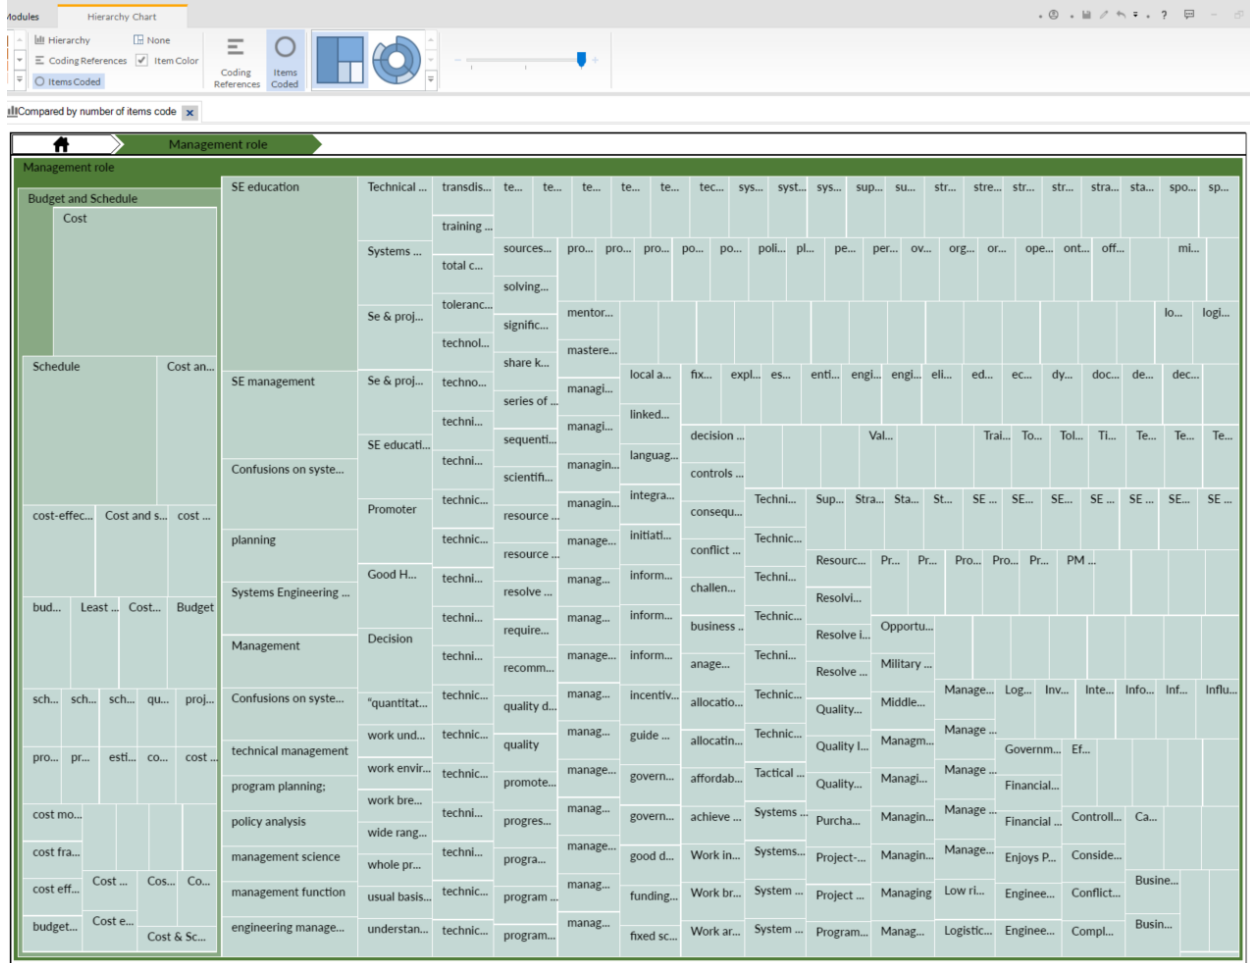 Modules
Hierarchy Chart
Hierarchy
None
Coding References
Item Color
Items Coded
Coding References
Items Coded
Compared by number of items code
Management role
Management role
Budget and Schedule
Cost
Schedule
Cost an...
cost-effec...
Cost and s...
cost ...
bud...
Least ...
Cost...
Budget
sch...
sch...
sch...
qu...
proj...
pro...
pr...
esti...
co...
cost ...
cost mo...
cost fra...
cost eff...
Cost ...
Cos...
Co...
budget...
Cost e...
Cost & Sc...
SE education
SE management
Confusions on syste...
planning
Systems Engineering ...
Management
Confusions on syste...
technical management
program planning;
policy analysis
management science
management function
engineering manage...
Technical ...
Systems ...
Se & proj...
Se & proj...
SE educati...
Promoter
Good H...
Decision
"quantitat...
work und...
work envir...
work bre...
wide rang...
whole pr...
usual basis...
understan...
transdis...
training ...
total c...
toleranc...
technol...
techno...
techni...
techni...
technic...
technic...
techni...
techni...
techni...
technic...
technic...
technic...
techni...
techni...
technic...
technic...
te...
te...
te...
te...
te...
tec...
sys...
syst...
sys...
sup...
su...
str...
stre...
str...
str...
stra...
sta...
spo...
sp...
sources...
solving...
signific...
share k...
series of ...
sequenti...
scientifi...
resource ...
resource ...
resolve ...
require...
recomm...
quality d...
quality
promote...
progres...
progra...
program ...
program...
pro...
pro...
pro...
po...
po...
poli...
pl...
pe...
per...
ov...
org...
or...
ope...
ont...
off...
mi...
mentor...
mastere...
managi...
managi...
managin...
managin...
manage...
manag...
manag...
manage...
manag...
manag...
manage...
manag...
manage...
manag...
manag...
lo...
logi...
local a...
linked...
languag...
integra...
initiati...
inform...
inform...
inform...
incentiv...
guide ...
govern...
govern...
good d...
funding...
fixed sc...
fix...
expl...
es...
enti...
engi...
engi...
eli...
ed...
ec...
dy...
doc...
de...
dec...
decision ...
controls ...
consequ...
conflict ...
challen...
business ..
anage...
allocatio...
allocatin...
affordab...
achieve ...
Work in...
Work br...
Work ar...
Val...
Trai...
To...
Tol...
Ti...
Te...
Te...
Te...
Techni...
Technic...
Techni...
Technic...
Techni...
Technic...
Technic...
Tactical ...
Systems ...
Systems...
System ...
System ...
Sup...
Stra...
Sta...
St...
SE ...
SE...
SE...
SE ...
SE ...
SE...
SE ...
Resourc...
Resolvi...
Resolve i...
Resolve ...
Quality...
Quality I...
Quality...
Purcha...
Project-...
Project ...
Program...
Pr...
Pr...
Pro...
Pro...
Pr...
PM ...
Opportu...
Military ...
Middle...
Managm...
Managi...
Managin...
Managin...
Managing
Manag...
Manage...
Manage ...
Manage ...
Manage ...
Manage...
Low ri...
Logistic...
Log...
Inv...
Inte...
Info...
Inf...
Influ...
Governm...
Financial...
Financial ...
Enjoys P...
Enginee...
Enginee...
Ef...
Controll...
Conside...
Conflict...
Compl...
Ca...
Busine...
Busin...